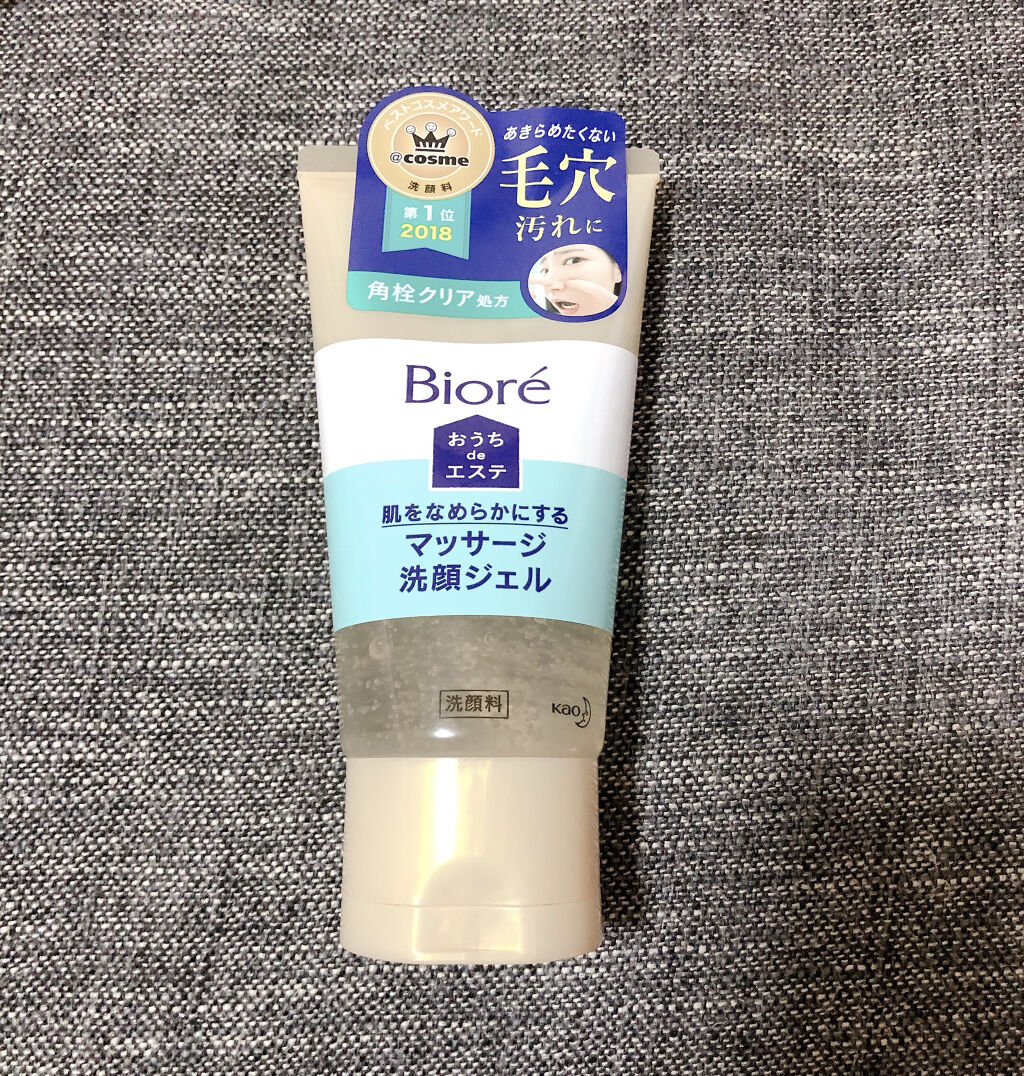 ベストコスメアワード
@cosme
洗顔料
第1位
2018
あきらめたくない
毛穴
汚れに
角栓クリア処方
Bioré
おうち
de
エステ
肌をなめらかにする
マッサージ
洗顔ジェル
洗顔料
Kao